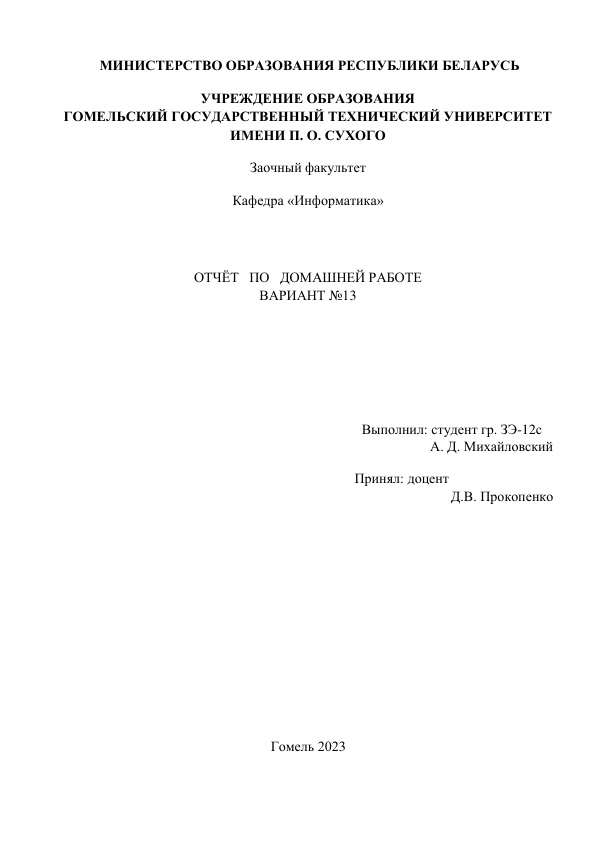 МИНИСТЕРСТВО ОБРАЗОВАНИЯ РЕСПУБЛИКИ БЕЛАРУСЬ
УЧРЕЖДЕНИЕ ОБРАЗОВАНИЯ
ГОМЕЛЬСКИЙ ГОСУДАРСТВЕННЫЙ ТЕХНИЧЕСКИЙ УНИВЕРСИТЕТ
ИМЕНИ П. О. СУХОГО
Заочный факультет
Кафедра «Информатика»
ОТЧЁТ ПО ДОМАШНЕЙ РАБОТЕ
ВАРИАНТ №13
Выполнил: студент гр. ЗЭ-12с
А. Д. Михайловский
Принял: доцент
Д.В. Прокопенко
Гомель 2023